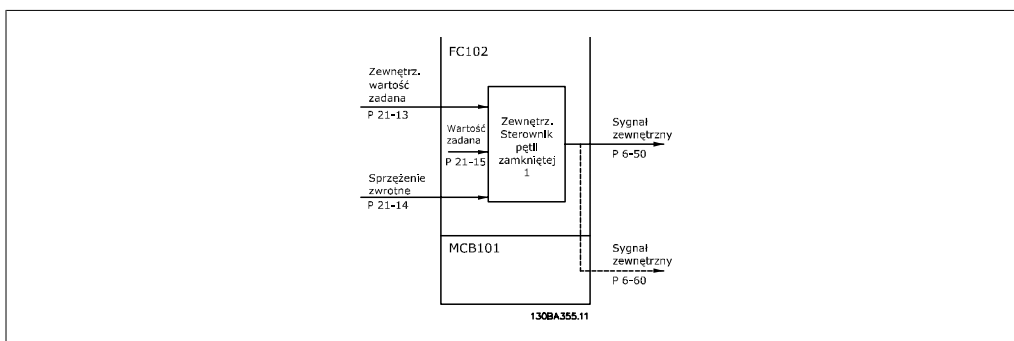 FC102
Zewnętrz.
wartość
zadana
P 21-13
Wartość
zadana
P 21-15
Zewnętrz.
Sterownik
pętli
zamkniętej
1
Sygnał
zewnętrzny
P 6-50
Sprzężenie
zwrotne
P 21-14
MCB101
Sygnał
zewnętrzny
P 6-60
130BA355.11